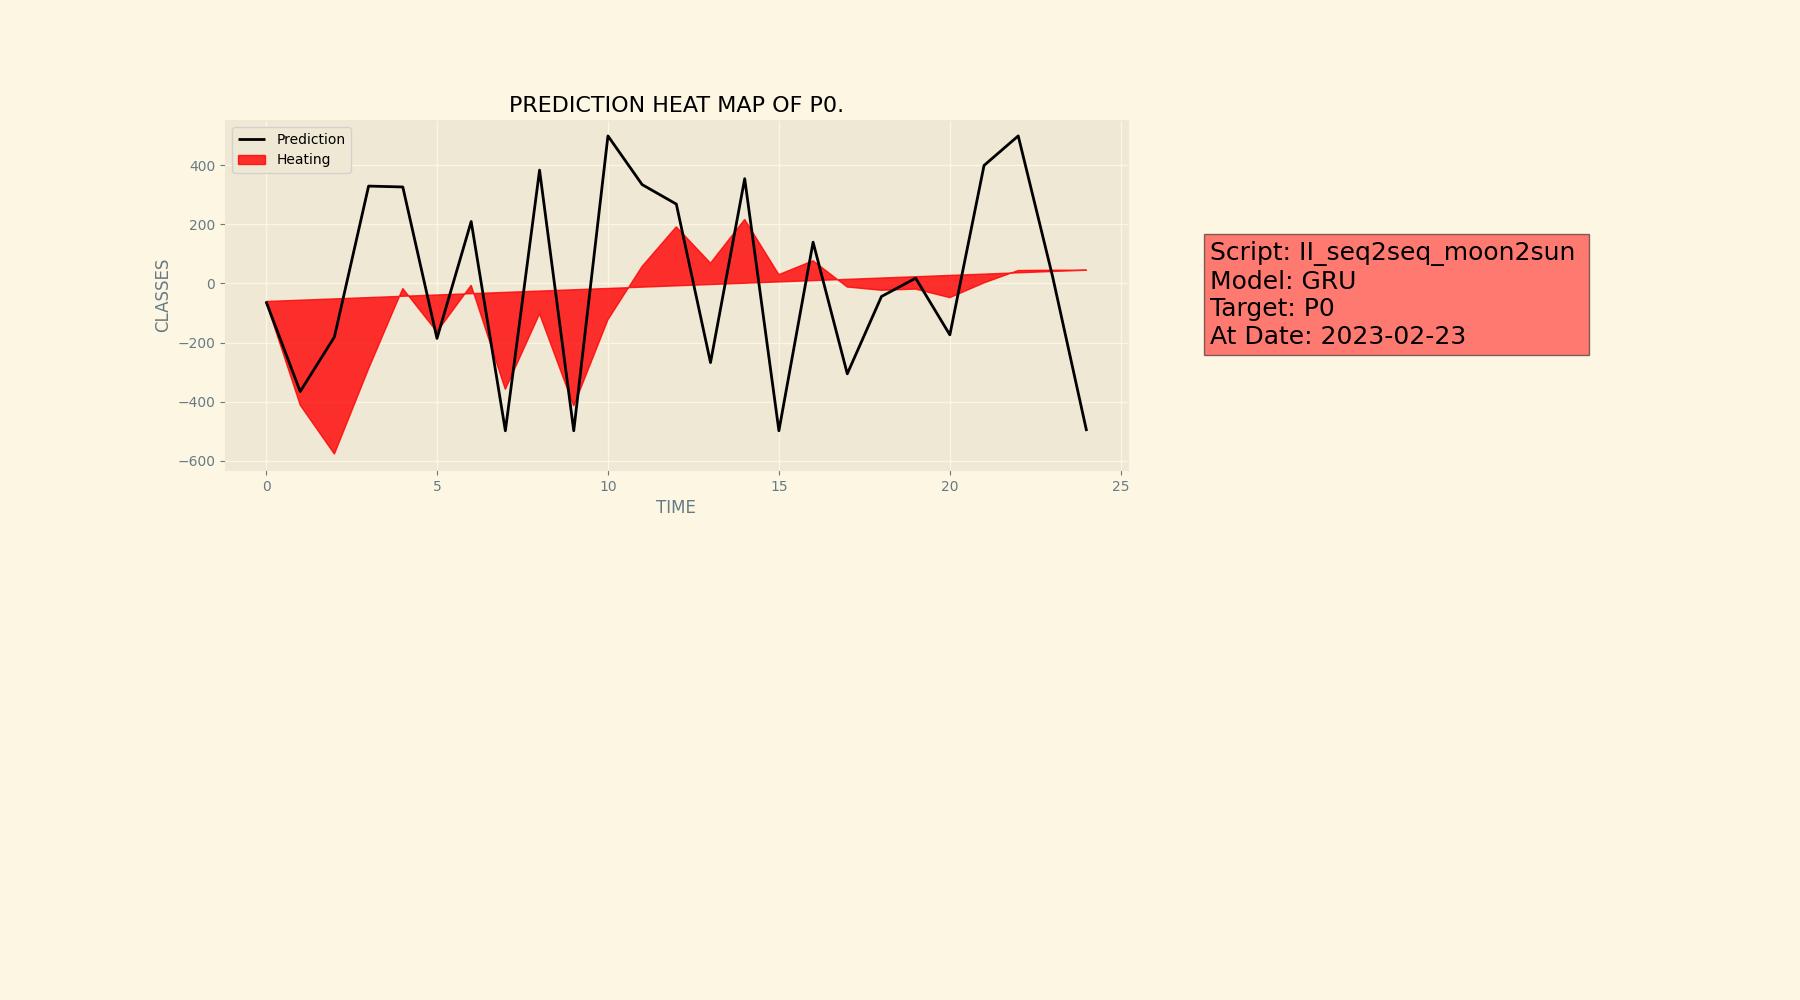 PREDICTION HEAT MAP OF P0.
Prediction
Heating
400
200
0
−200
−400
−600
CLASSES
0 5 10 15 20 25
TIME
Script: II_seq2seq_moon2sun
Model: GRU
Target: P0
At Date: 2023-02-23